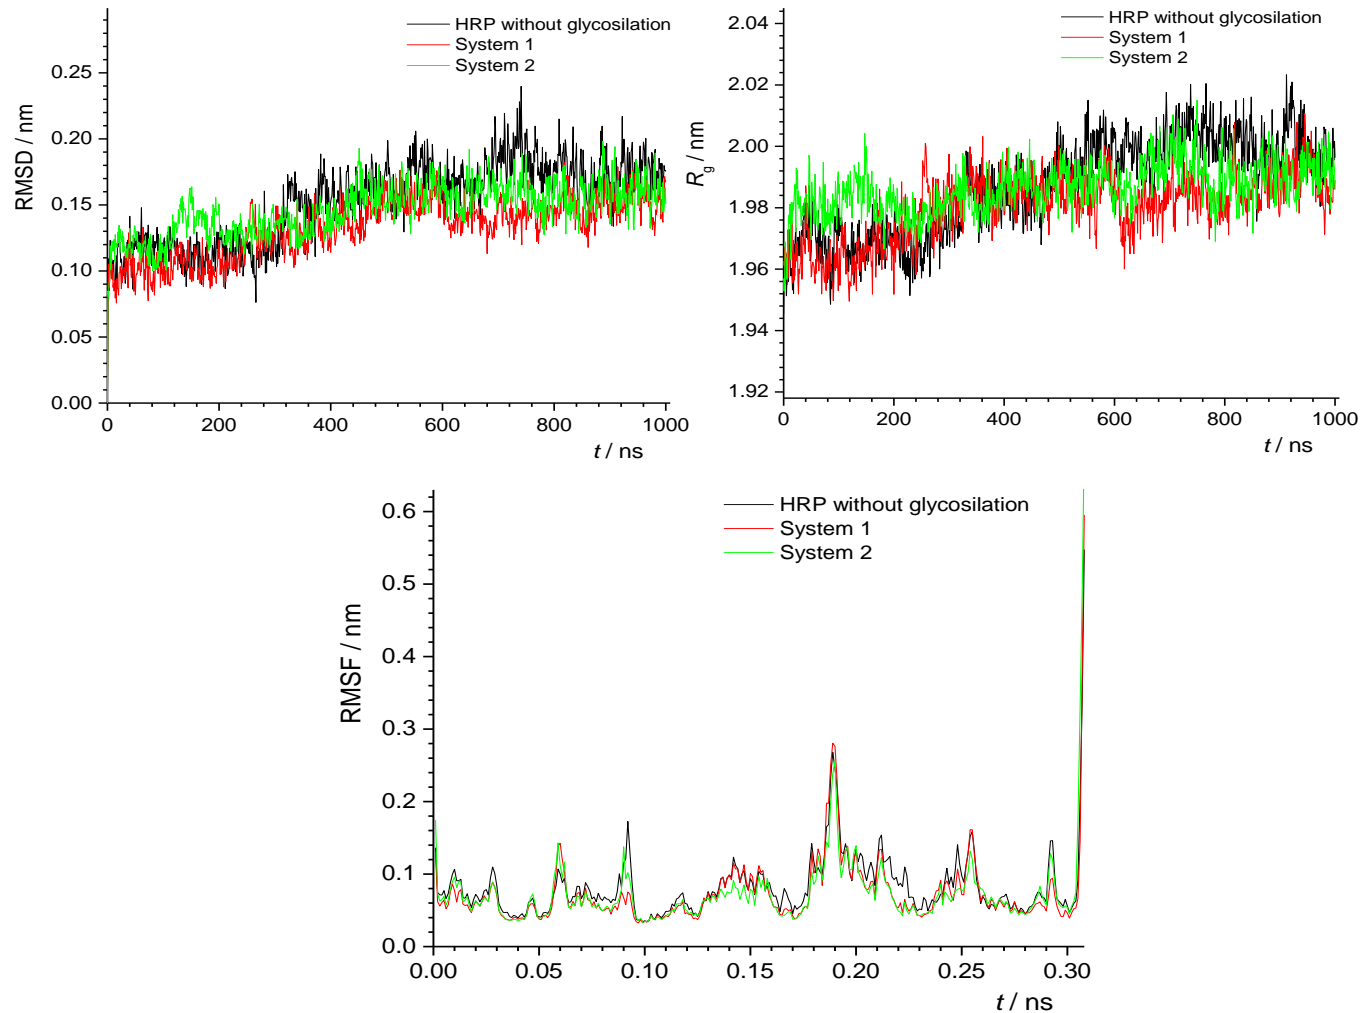 HRP without glycosilation
System 1
System 2
0.25
0.20
0.15
0.10
0.05
0.00
RMSD / nm
0 200 400 600 800 1000
t / ns
HRP without glycosilation
System 1
System 2
2.04
2.02
2.00
1.98
1.96
1.94
1.92
Rg / nm
0 200 400 600 800 1000
t / ns
HRP without glycosilation
System 1
System 2
0.6
0.5
0.4
0.3
0.2
0.1
0.0
RMSF / nm
0.00 0.05 0.10 0.15 0.20 0.25 0.30
t / ns